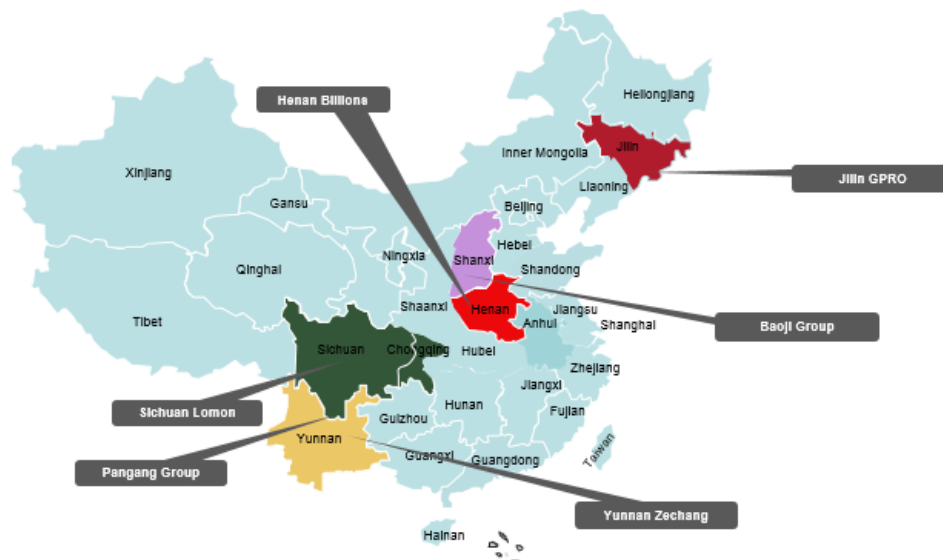 Heilongjiang
Henan Billions
Jilin
Inner Mongolia
Xinjiang
Jilin GPRO
Liaoning
Gansu
Beijing
Hebei
Ningxia
Shanxi
Qinghai
Shandong
Shaanxi
Henan
Jiangsu
Anhui
Shanghai
Baoji Group
Tibet
Sichuan
Chongqing
Hubei
Zhejiang
Jiangxi
Hunan
Sichuan Lomon
Fujian
Guizhou
Yunnan
Taiwan
Guangxi
Guangdong
Pangang Group
Yunnan Zechang
Hainan